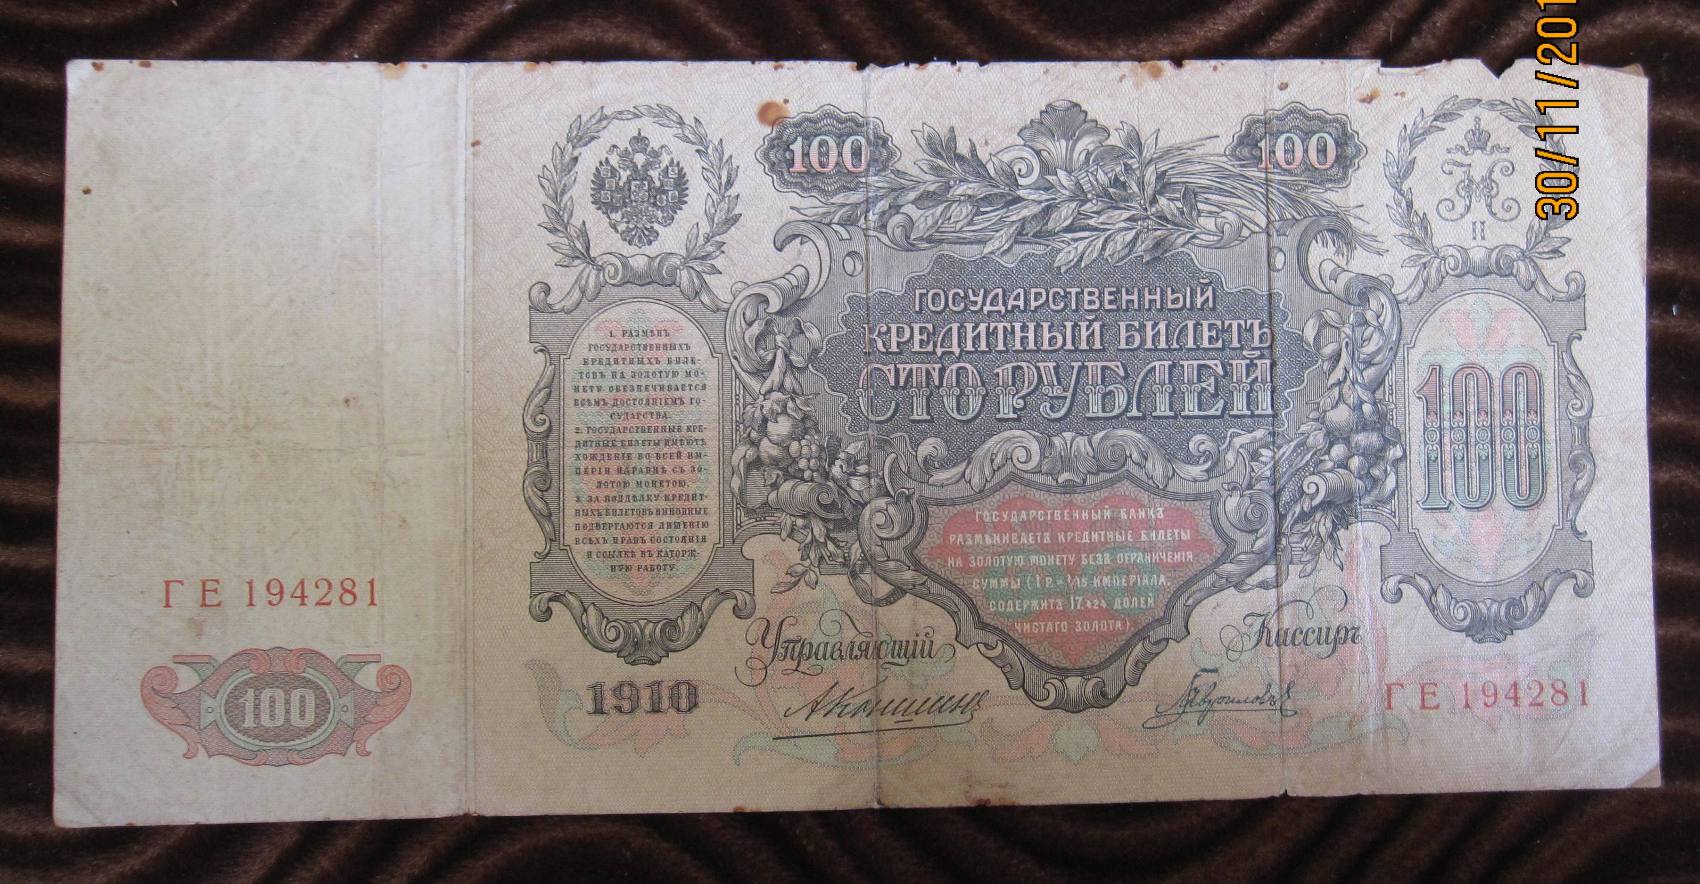 30/11/201
100
100
II
ГОСУДАРСТВЕННЫЙ
КРЕДИТНЫЙ БИЛЕТЪ
СТО РУБЛЕЙ
1. РАЗМѢНЪ
ГОСУДАРСТВЕННЫХЪ
КРЕДИТНЫХЪ БИЛЕ-
ТОВЪ НА ЗОЛОТУЮ МО-
НЕТУ ОБЕЗПЕЧИВАЕТСЯ
ВСѢМЪ ДОСТОЯНІЕМЪ ГО-
СУДАРСТВА.
2. ГОСУДАРСТВЕННЫЕ КРЕ-
ДИТНЫЕ БИЛЕТЫ ИМѢЮТЪ
ХОЖДЕНІЕ ВО ВСЕЙ ИМ-
ПЕРІИ НАРАВНѢ СЪ ЗО-
ЛОТОЮ МОНЕТОЮ.
3. ЗА ПОДДѢЛКУ КРЕДИТ-
НЫХЪ БИЛЕТОВЪ ВИНОВНЫЕ
ПОДВЕРГАЮТСЯ ЛИШЕНІЮ
ВСѢХЪ ПРАВЪ СОСТОЯНІЯ
И ССЫЛКѢ ВЪ КАТОРЖ-
НУЮ РАБОТУ.
100
ГОСУДАРСТВЕННЫЙ БАНКЪ
РАЗМѢНИВАЕТЪ КРЕДИТНЫЕ БИЛЕТЫ
НА ЗОЛОТУЮ МОНЕТУ БЕЗЪ ОГРАНИЧЕНІЯ
СУММЫ (1 Р. = 1/15 ИМПЕРІАЛА,
СОДЕРЖИТЪ 17,424 ДОЛЕЙ
ЧИСТАГО ЗОЛОТА).
ГЕ 194281
100
Управляющій
Кассиръ
1910
АКоншинъ
Гавриловъ
ГЕ 194281